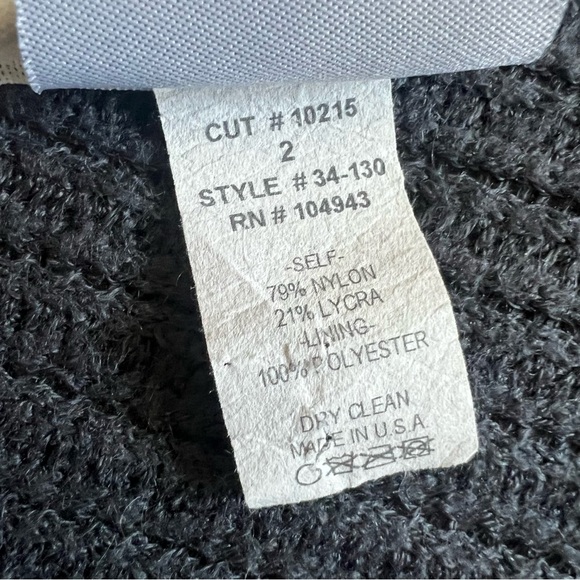 CUT # 10215
2
STYLE # 34-130
RN # 104943
-SELF-
79% NYLON
21% LYCRA
-LINING-
100% POLYESTER
DRY CLEAN
MADE IN U.S.A